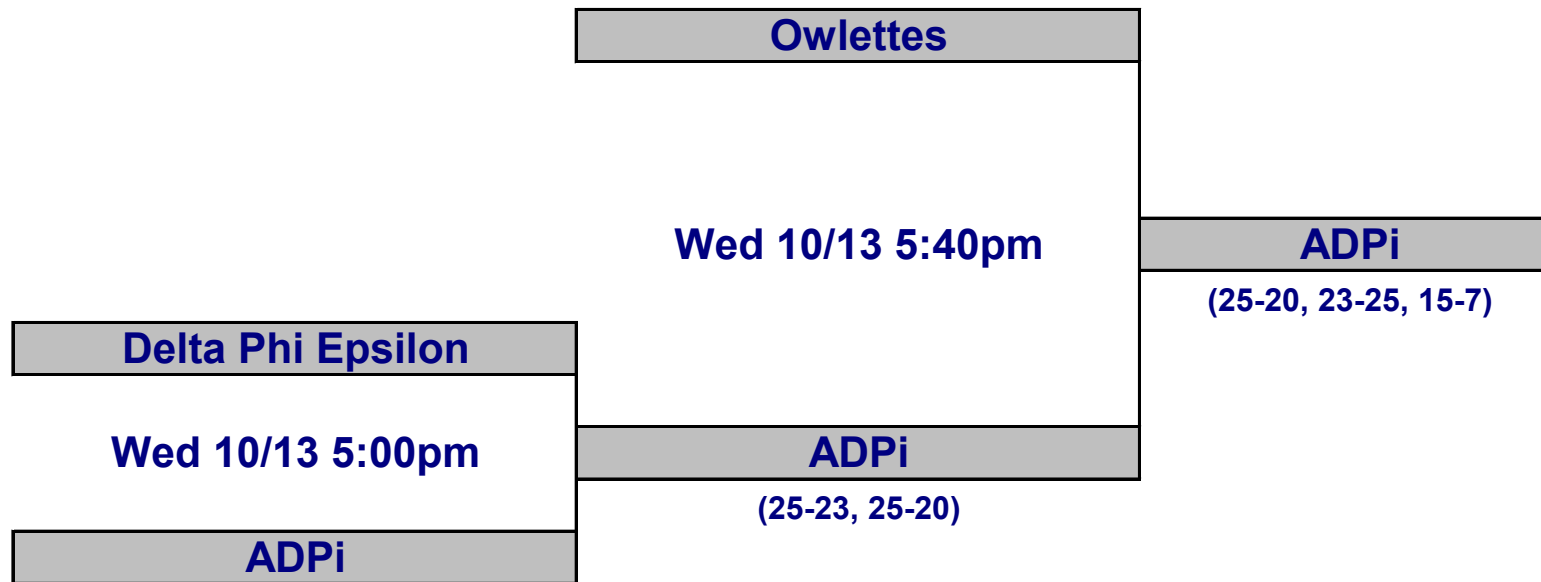 Owlettes
Wed 10/13 5:40pm
ADPi
(25-20, 23-25, 15-7)
Delta Phi Epsilon
Wed 10/13 5:00pm
ADPi
(25-23, 25-20)
ADPi